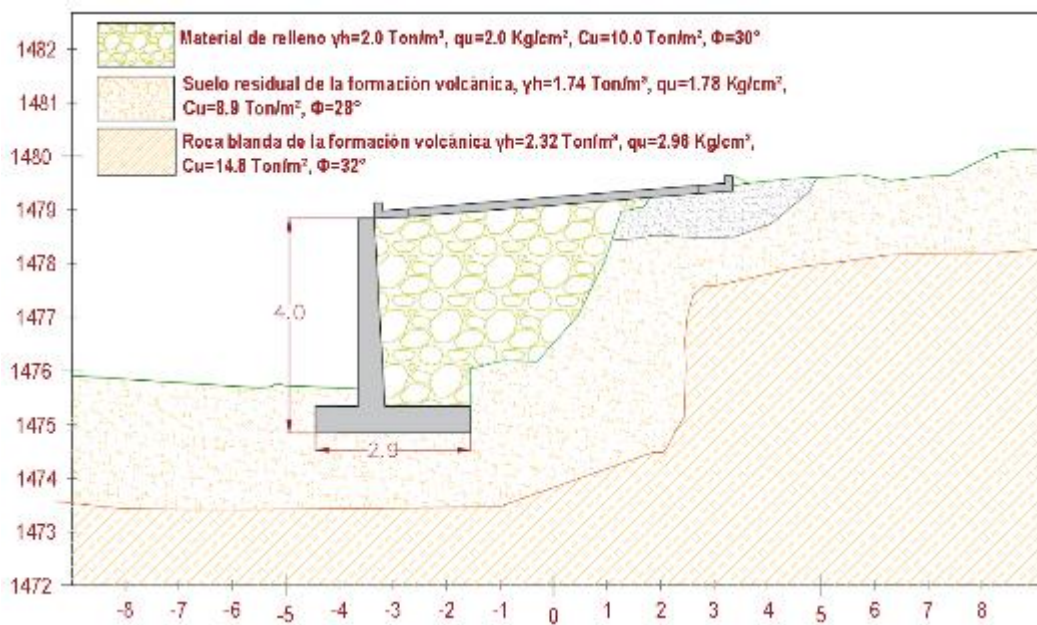 Material de relleno γh=2.0 Ton/m³, qu=2.0 Kg/cm², Cu=10.0 Ton/m², Φ=30°
Suelo residual de la formación volcánica, γh=1.74 Ton/m³, qu=1.78 Kg/cm²,
Cu=8.9 Ton/m², Φ=28°
Roca blanda de la formación volcánica γh=2.32 Ton/m³, qu=2.96 Kg/cm²,
Cu=14.8 Ton/m², Φ=32°
1482
1481
1480
1479
1478
1477
1476
1475
1474
1473
1472
4.0
2.9
-8 -7 -6 -5 -4 -3 -2 -1 0 1 2 3 4 5 6 7 8